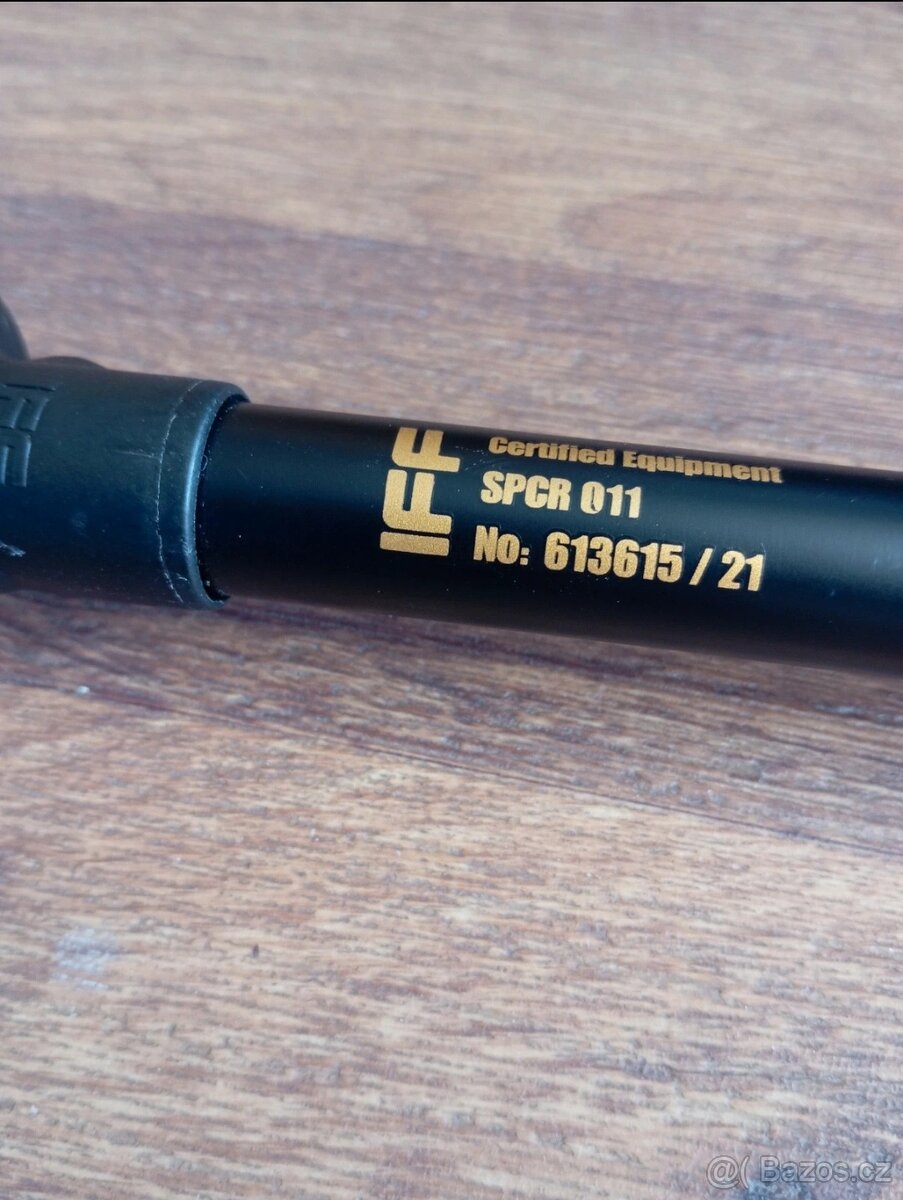 IFF
Certified Equipment
SPCR 011
No: 613615 / 21
@( Bazos.cz